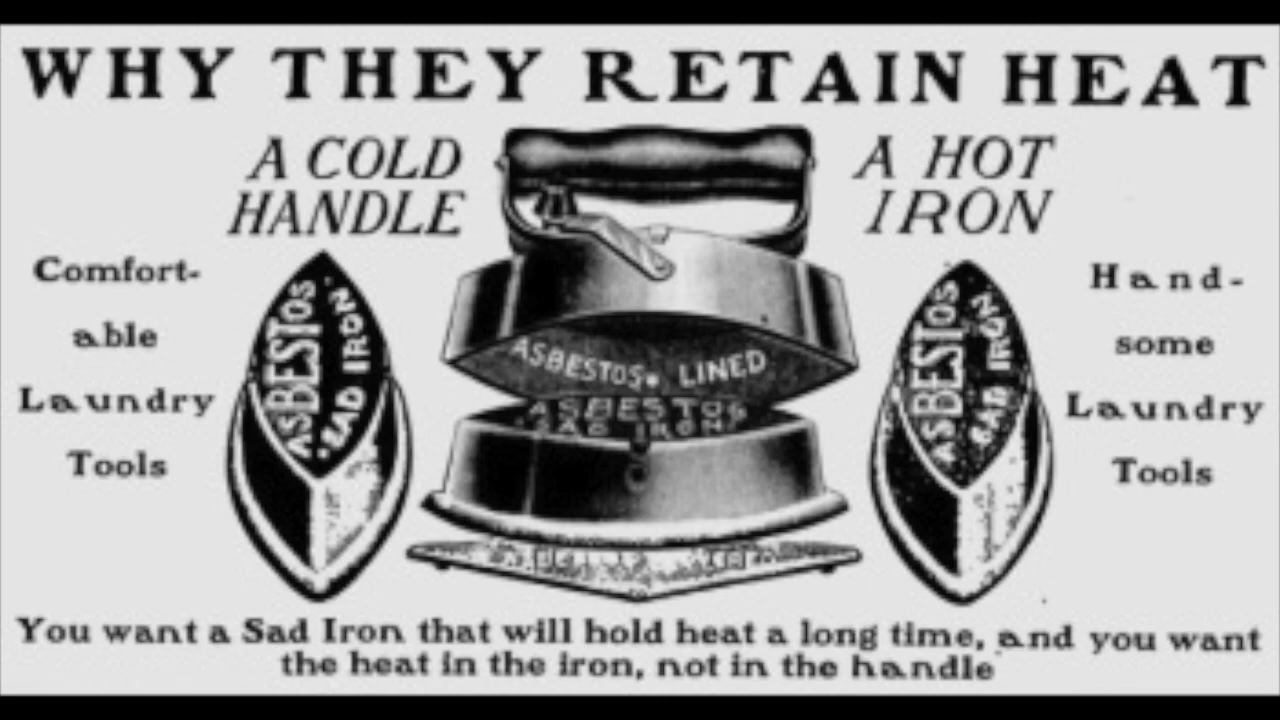 WHY THEY RETAIN HEAT
A COLD
HANDLE
A HOT
IRON
Comfort-
able
Laundry
Tools
ASBESTOS
SAD IRON
ASBESTOS LINED
ASBESTOS
SAD IRON
ASBESTOS
SAD IRON
Hand-
some
Laundry
Tools
You want a Sad Iron that will hold heat a long time, and you want
the heat in the iron, not in the handle